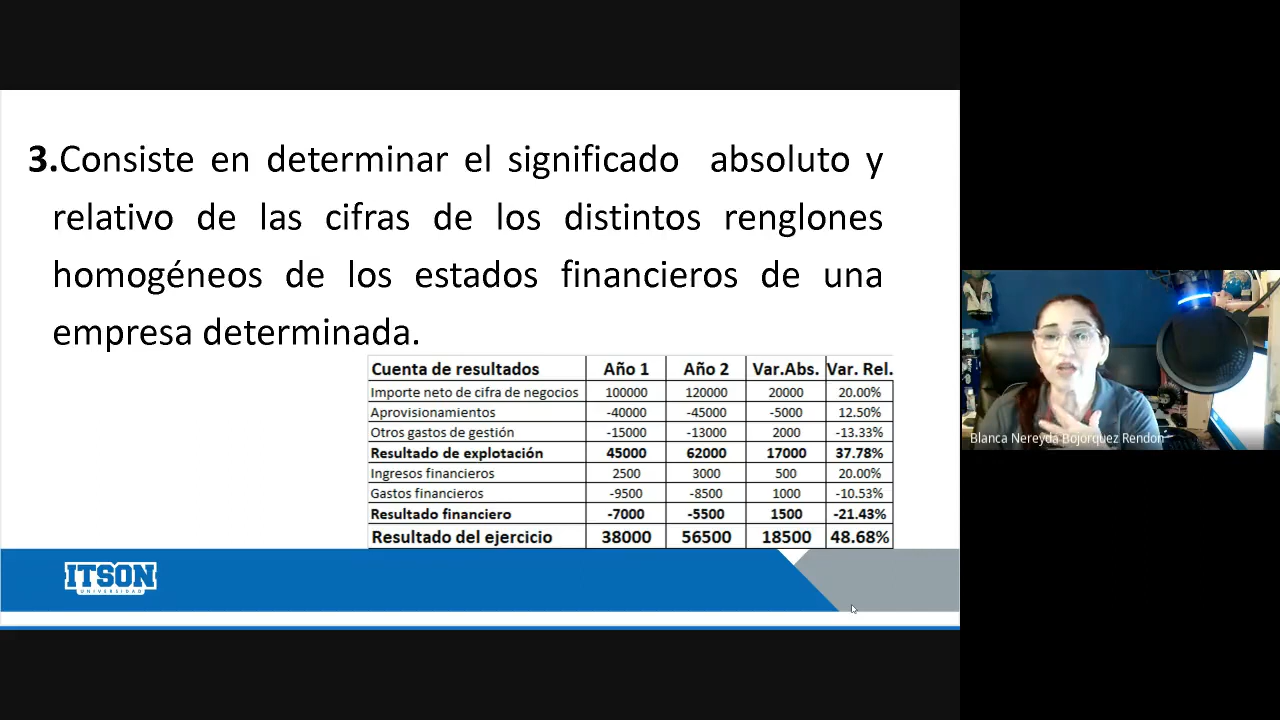 3.Consiste en determinar el significado absoluto y
relativo de las cifras de los distintos renglones
homogéneos de los estados financieros de una
empresa determinada.
Cuenta de resultados Año 1 Año 2 Var.Abs. Var. Rel.
Importe neto de cifra de negocios 100000 120000 20000 20.00%
Aprovisionamientos -40000 -45000 -5000 12.50%
Otros gastos de gestión -15000 -13000 2000 -13.33%
Resultado de explotación 45000 62000 17000 37.78%
Ingresos financieros 2500 3000 500 20.00%
Gastos financieros -9500 -8500 1000 -10.53%
Resultado financiero -7000 -5500 1500 -21.43%
Resultado del ejercicio 38000 56500 18500 48.68%
ITSON
UNIVERSIDAD
Blanca Nereyda Bojorquez Rendon